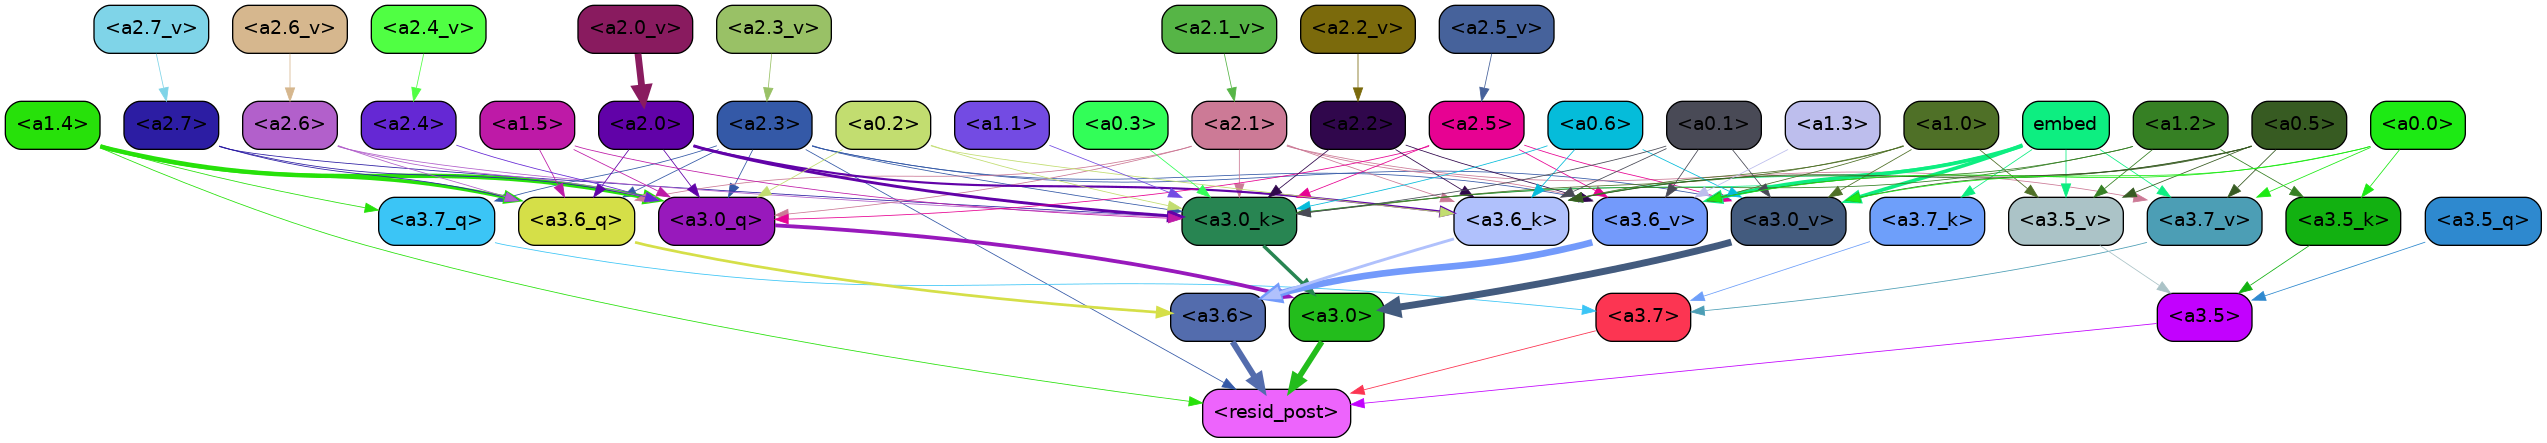 <a2.7_v> <a2.6_v> <a2.4_v> <a2.0_v> <a2.3_v> <a2.1_v> <a2.2_v> <a2.5_v>
<a1.4> <a2.7> <a2.6> <a2.4> <a1.5> <a2.0> <a2.3> <a0.2> <a1.1> <a0.3> <a2.1> <a2.2> <a2.5> <a0.6> <a0.1> <a1.3> <a1.0> embed <a1.2> <a0.5> <a0.0>
<a3.7_q> <a3.6_q> <a3.0_q> <a3.0_k> <a3.6_k> <a3.6_v> <a3.0_v> <a3.7_k> <a3.5_v> <a3.7_v> <a3.5_k> <a3.5_q>
<a3.6> <a3.0> <a3.7> <a3.5>
<resid_post>